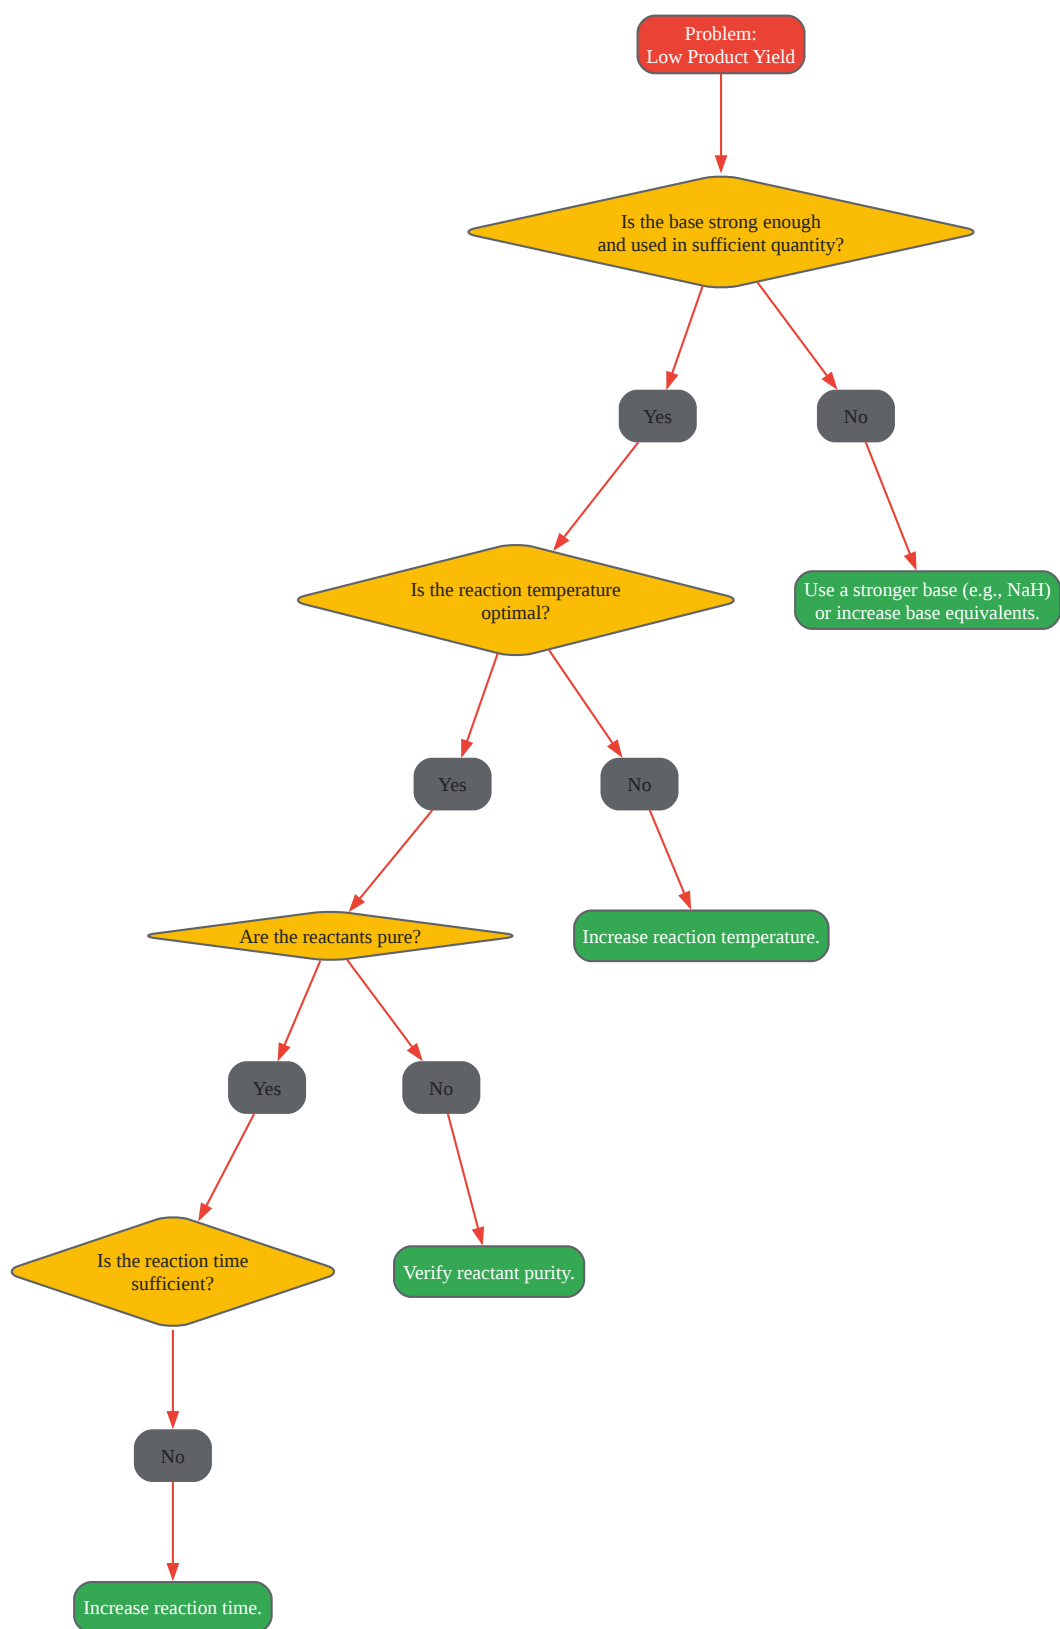 Problem:
Low Product Yield
Is the base strong enough
and used in sufficient quantity?
Yes
No
Is the reaction temperature
optimal?
Use a stronger base (e.g., NaH)
or increase base equivalents.
Yes
No
Are the reactants pure?
Increase reaction temperature.
Yes
No
Is the reaction time
sufficient?
Verify reactant purity.
No
Increase reaction time.